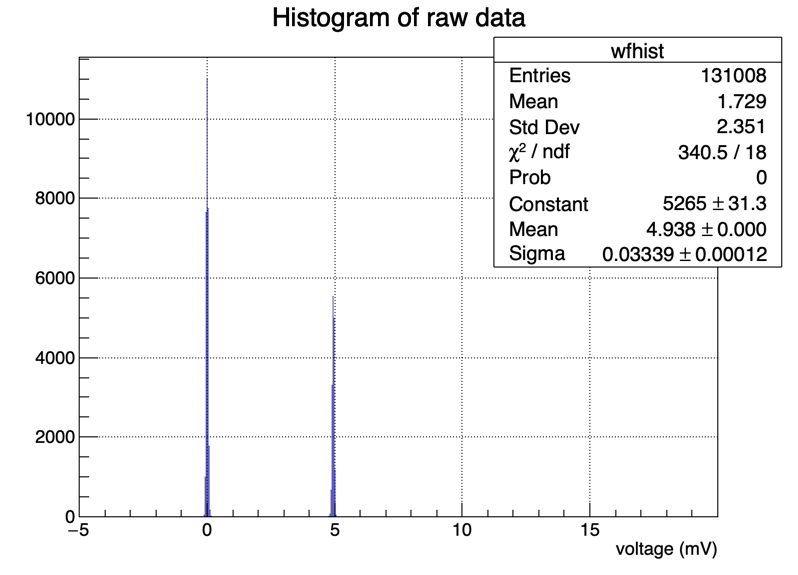 Histogram of raw data
wfhist
Entries 131008
Mean 1.729
Std Dev 2.351
χ² / ndf 340.5 / 18
Prob 0
Constant 5265 ± 31.3
Mean 4.938 ± 0.000
Sigma 0.03339 ± 0.00012
10000
8000
6000
4000
2000
0
−5 0 5 10 15
voltage (mV)